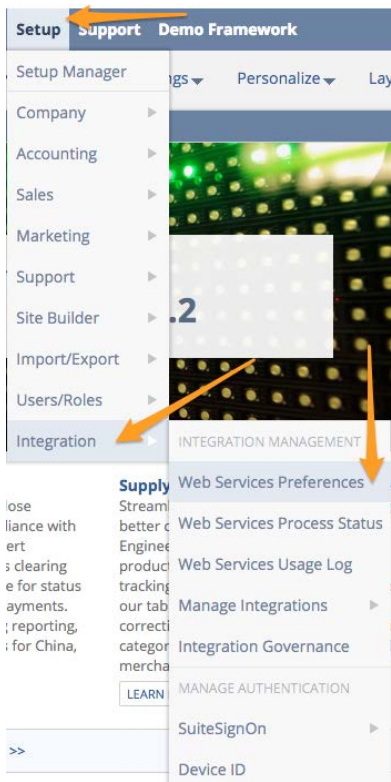 Setup Support Demo Framework
Setup Manager
ngs Personalize Lay
Company
Accounting
Sales
Marketing
Support
Site Builder
.2
Import/Export
Users/Roles
Integration
INTEGRATION MANAGEMENT
Web Services Preferences
Web Services Process Status
Web Services Usage Log
Manage Integrations
Integration Governance
MANAGE AUTHENTICATION
SuiteSignOn
Device ID
lose
liance with
ert
s clearing
e for status
ayments.
reporting,
s for China,
Supply
Streaml
better c
Enginee
product
tracking
our tab
correcti
categor
mercha
LEARN
>>